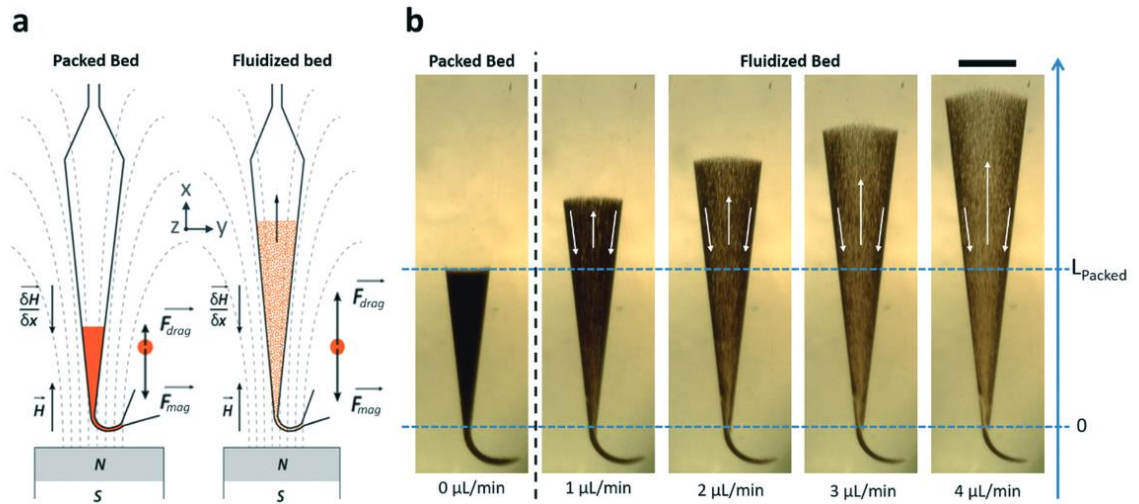 a
Packed Bed
Fluidized bed
x
z
y
δH
δx
F_drag
H
F_mag
N
S
δH
δx
F_drag
H
F_mag
N
S
b
Packed Bed
Fluidized Bed
L_Packed
0
0 μL/min
1 μL/min
2 μL/min
3 μL/min
4 μL/min